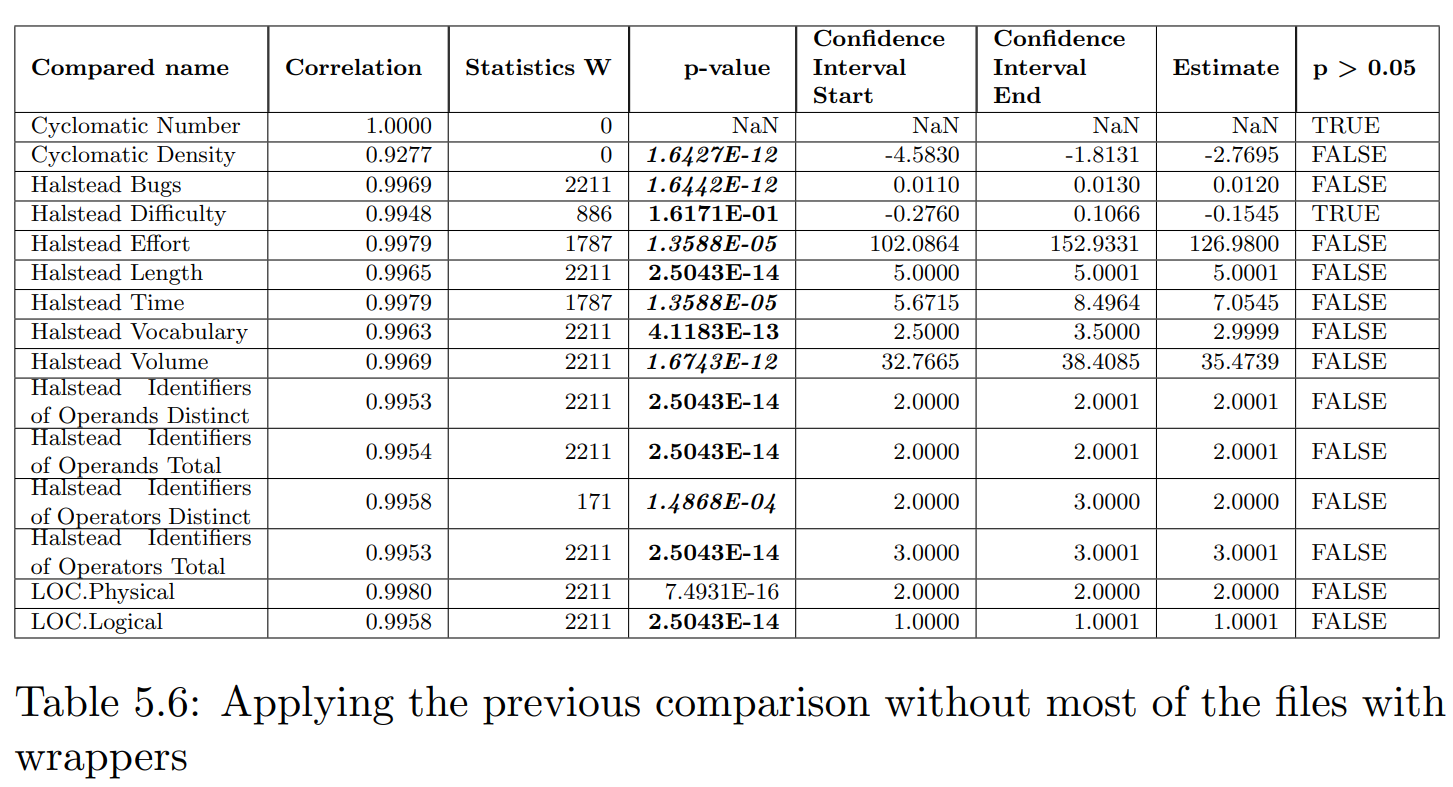 Compared name Correlation Statistics W p-value Confidence Interval Start Confidence Interval End Estimate p > 0.05
Cyclomatic Number 1.0000 0 NaN NaN NaN NaN TRUE
Cyclomatic Density 0.9277 0 1.6427E-12 -4.5830 -1.8131 -2.7695 FALSE
Halstead Bugs 0.9969 2211 1.6442E-12 0.0110 0.0130 0.0120 FALSE
Halstead Difficulty 0.9948 886 1.6171E-01 -0.2760 0.1066 -0.1545 TRUE
Halstead Effort 0.9979 1787 1.3588E-05 102.0864 152.9331 126.9800 FALSE
Halstead Length 0.9965 2211 2.5043E-14 5.0000 5.0001 5.0001 FALSE
Halstead Time 0.9979 1787 1.3588E-05 5.6715 8.4964 7.0545 FALSE
Halstead Vocabulary 0.9963 2211 4.1183E-13 2.5000 3.5000 2.9999 FALSE
Halstead Volume 0.9969 2211 1.6743E-12 32.7665 38.4085 35.4739 FALSE
Halstead Identifiers
of Operands Distinct 0.9953 2211 2.5043E-14 2.0000 2.0001 2.0001 FALSE
Halstead Identifiers
of Operands Total 0.9954 2211 2.5043E-14 2.0000 2.0001 2.0001 FALSE
Halstead Identifiers
of Operators Distinct 0.9958 171 1.4868E-04 2.0000 3.0000 2.0000 FALSE
Halstead Identifiers
of Operators Total 0.9953 2211 2.5043E-14 3.0000 3.0001 3.0001 FALSE
LOC.Physical 0.9980 2211 7.4931E-16 2.0000 2.0000 2.0000 FALSE
LOC.Logical 0.9958 2211 2.5043E-14 1.0000 1.0001 1.0001 FALSE
Table 5.6: Applying the previous comparison without most of the files with
wrappers